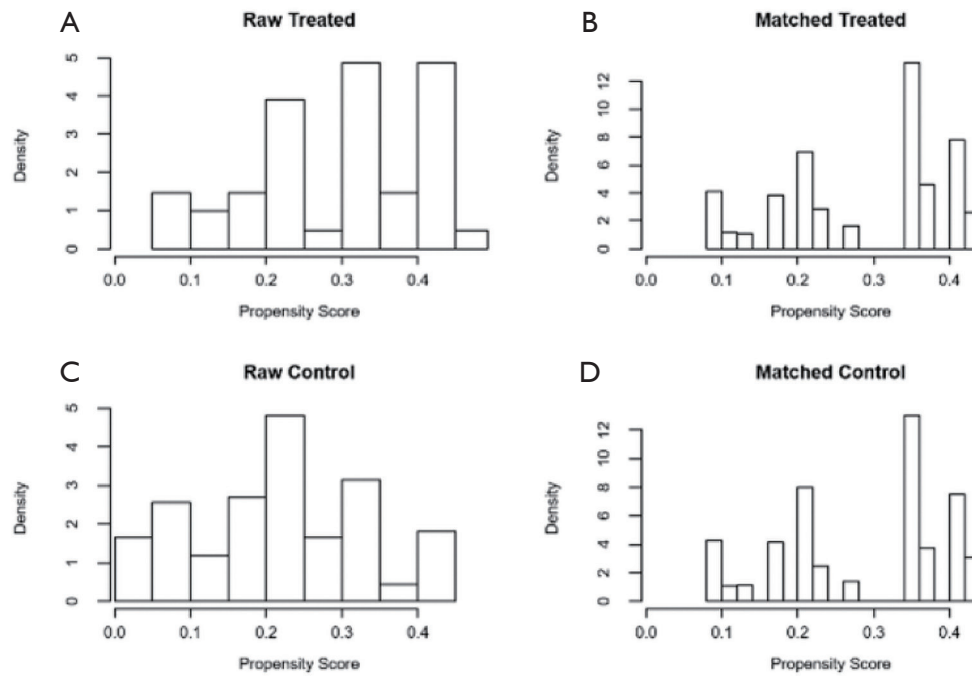 A
Raw Treated
Density
0 1 2 3 4 5
0.0 0.1 0.2 0.3 0.4
Propensity Score
B
Matched Treated
Density
0 2 4 6 8 10 12
0.0 0.1 0.2 0.3 0.4
Propensity Score
C
Raw Control
Density
0 1 2 3 4 5
0.0 0.1 0.2 0.3 0.4
Propensity Score
D
Matched Control
Density
0 2 4 6 8 10 12
0.0 0.1 0.2 0.3 0.4
Propensity Score